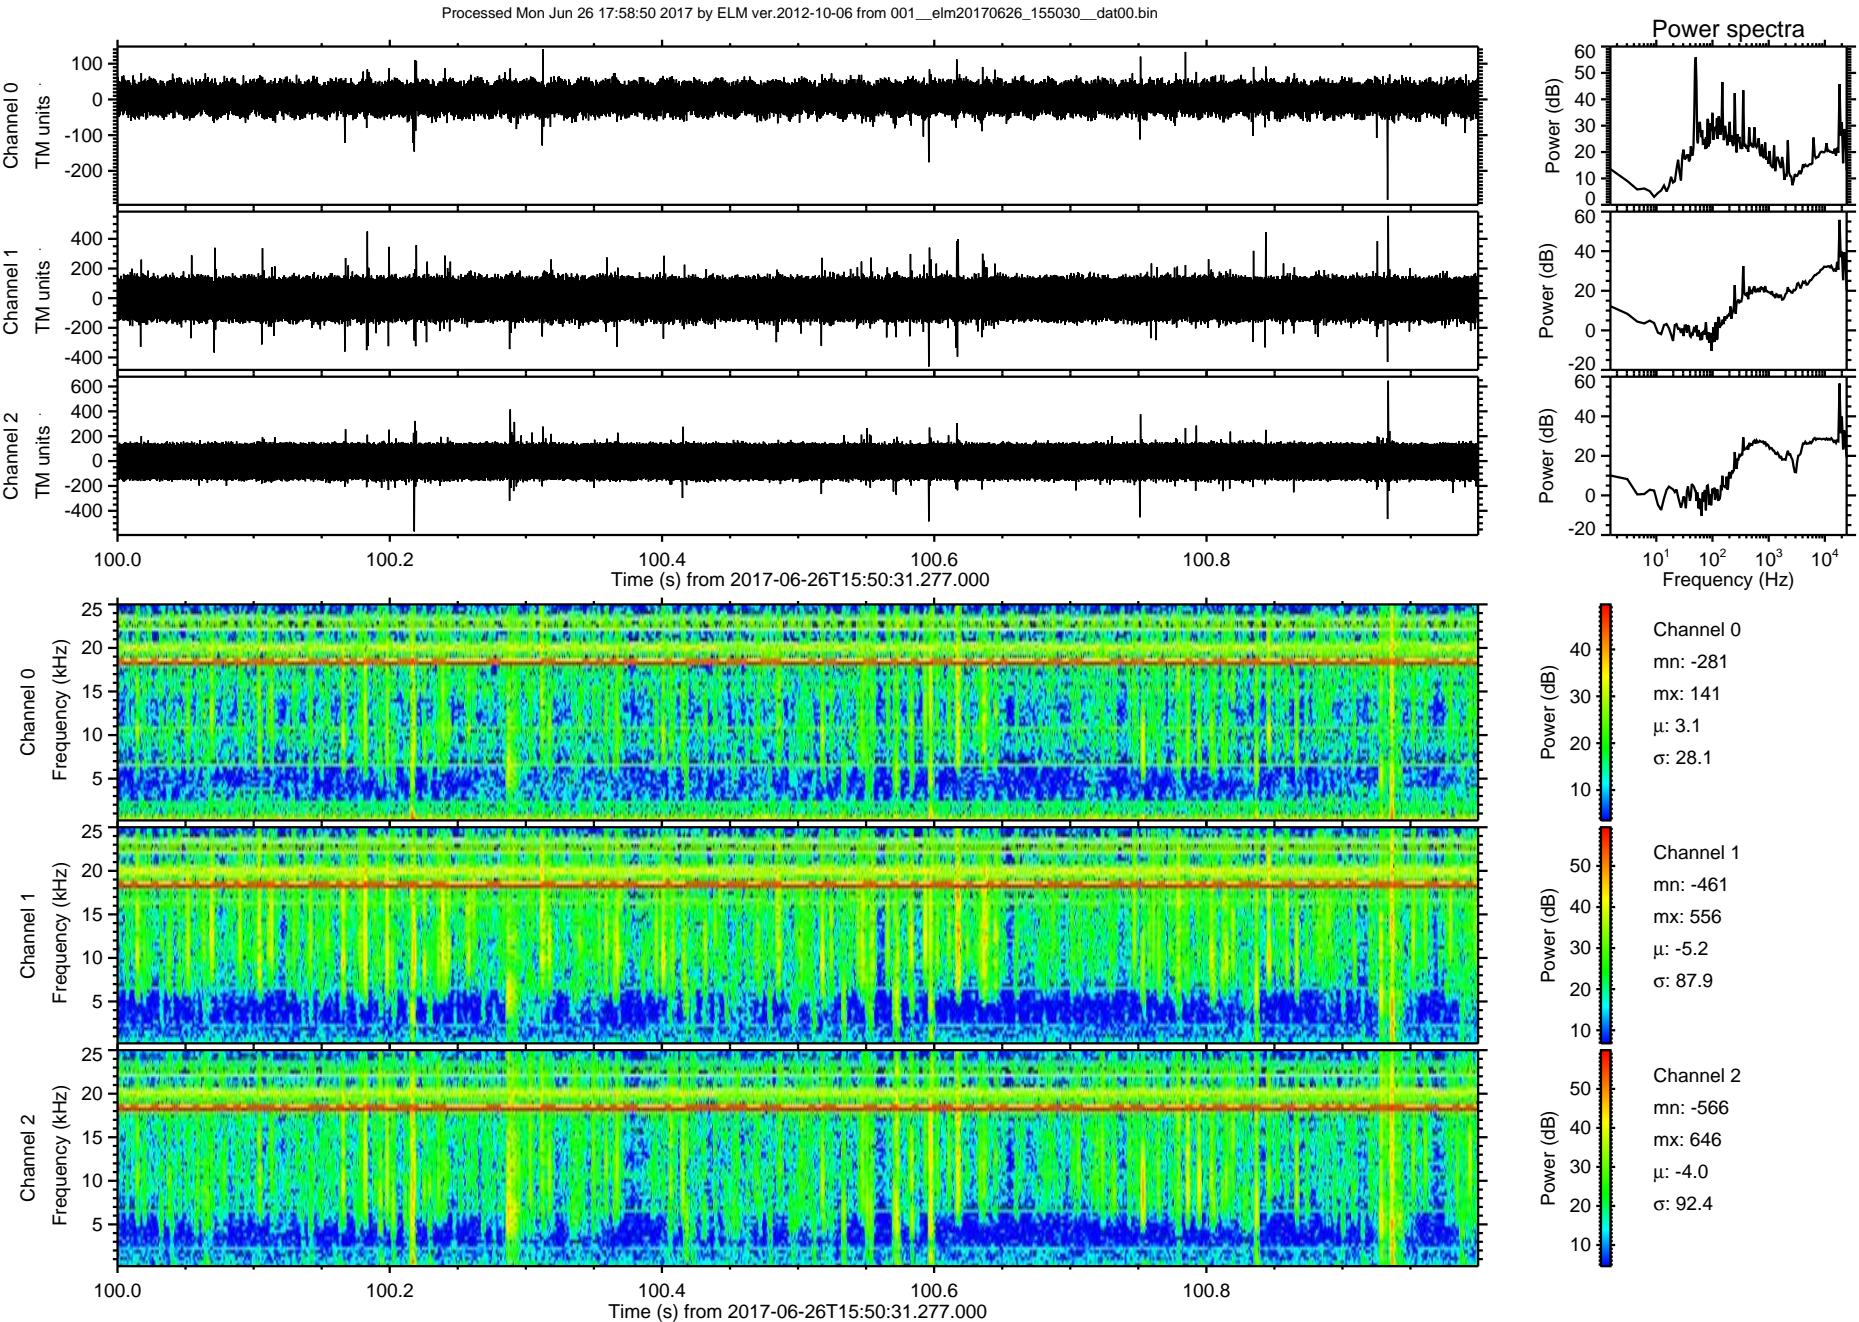 Processed Mon Jun 26 17:58:50 2017 by ELM ver.2012-10-06 from 001__elm20170626_155030__dat00.bin
Power spectra
Channel 0
TM units
100
0
-100
-200
Power (dB)
60
50
40
30
20
10
0
Channel 1
TM units
400
200
0
-200
-400
Power (dB)
60
40
20
0
-20
Channel 2
TM units
600
400
200
0
-200
-400
Power (dB)
60
40
20
0
-20
100.0 100.2 100.4 100.6 100.8
Time (s) from 2017-06-26T15:50:31.277.000
10¹ 10² 10³ 10⁴
Frequency (Hz)
Channel 0
Frequency (kHz)
25
20
15
10
5
Power (dB)
40
30
20
10
Channel 0
mn: -281
mx: 141
μ: 3.1
σ: 28.1
Channel 1
Frequency (kHz)
25
20
15
10
5
Power (dB)
50
40
30
20
10
Channel 1
mn: -461
mx: 556
μ: -5.2
σ: 87.9
Channel 2
Frequency (kHz)
25
20
15
10
5
Power (dB)
50
40
30
20
10
Channel 2
mn: -566
mx: 646
μ: -4.0
σ: 92.4
100.0 100.2 100.4 100.6 100.8
Time (s) from 2017-06-26T15:50:31.277.000